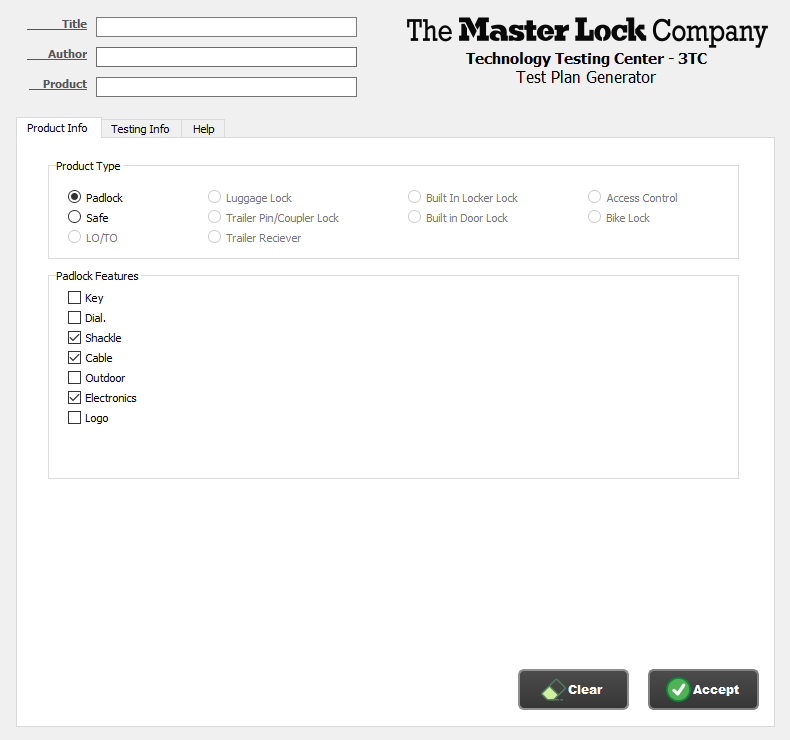 Title
Author
Product
The Master Lock Company
Technology Testing Center - 3TC
Test Plan Generator
Product Info
Testing Info
Help
Product Type
Padlock
Luggage Lock
Built In Locker Lock
Access Control
Safe
Trailer Pin/Coupler Lock
Built in Door Lock
Bike Lock
LO/TO
Trailer Reciever
Padlock Features
Key
Dial.
Shackle
Cable
Outdoor
Electronics
Logo
Clear
Accept